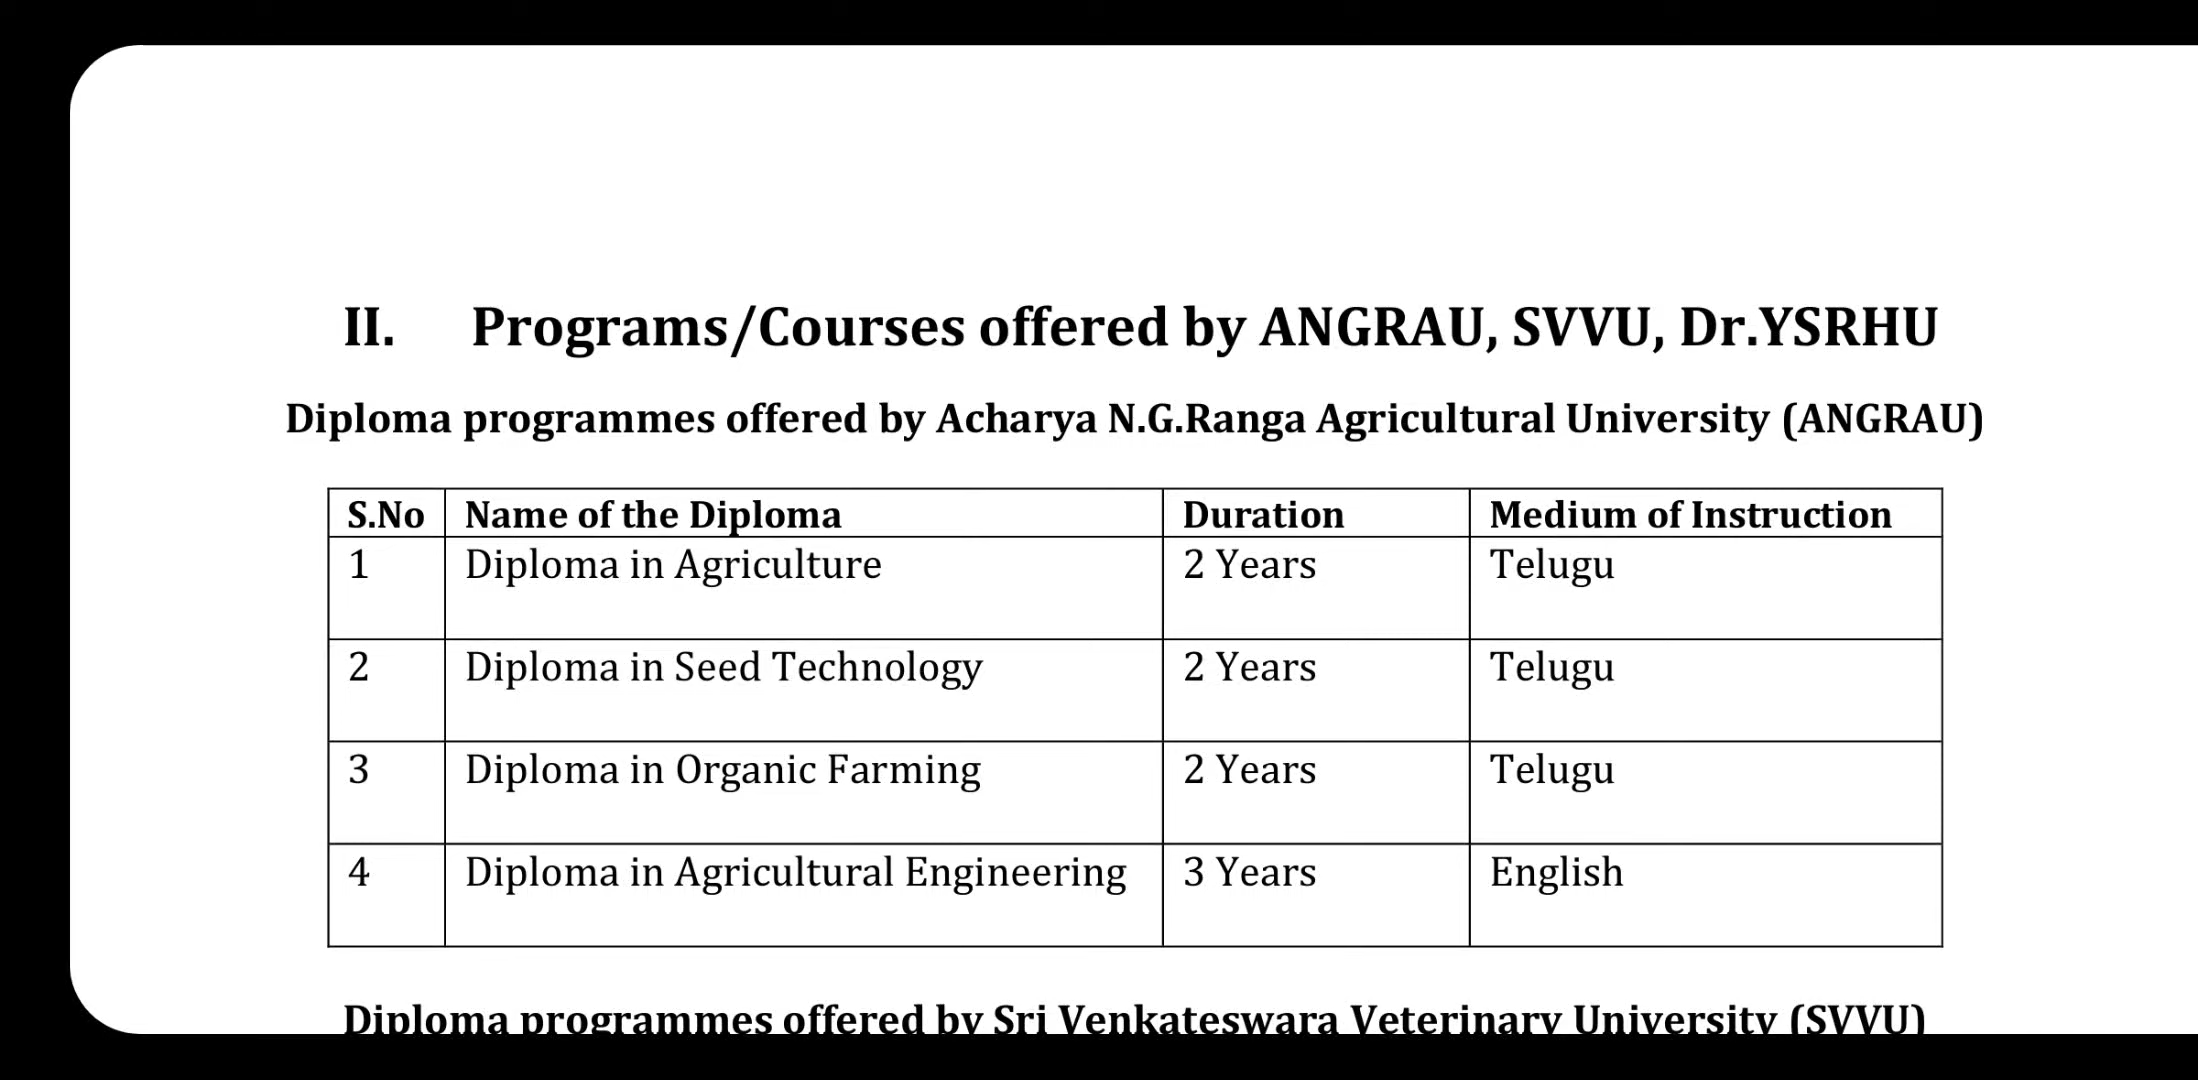 II. Programs/Courses offered by ANGRAU, SVVU, Dr.YSRHU
Diploma programmes offered by Acharya N.G.Ranga Agricultural University (ANGRAU)
S.No Name of the Diploma Duration Medium of Instruction
1 Diploma in Agriculture 2 Years Telugu
2 Diploma in Seed Technology 2 Years Telugu
3 Diploma in Organic Farming 2 Years Telugu
4 Diploma in Agricultural Engineering 3 Years English
Diploma programmes offered by Sri Venkateswara Veterinary University (SVVU)